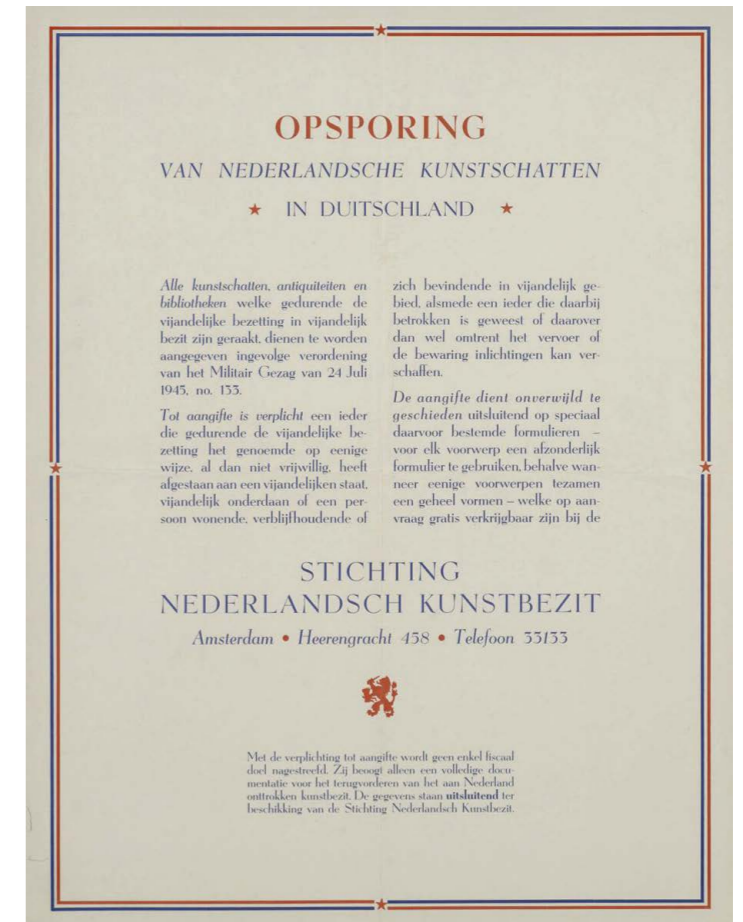 OPSPORING
VAN NEDERLANDSCHE KUNSTSCHATTEN
★ IN DUITSCHLAND ★
Alle kunstschatten, antiquiteiten en
bibliotheken welke gedurende de
vijandelijke bezetting in vijandelijk
bezit zijn geraakt, dienen te worden
aangegeven ingevolge verordening
van het Militair Gezag van 24 Juli
1945, no. 133.
Tot aangifte is verplicht een ieder
die gedurende de vijandelijke be-
zetting het genoemde op eenige
wijze, al dan niet vrijwillig, heeft
afgestaan aan een vijandelijken staat,
vijandelijk onderdaan of een per-
soon wonende, verblijfhoudende of
zich bevindende in vijandelijk ge-
bied, alsmede een ieder die daarbij
betrokken is geweest of daarover
dan wel omtrent het vervoer of
de bewaring inlichtingen kan ver-
schaffen.
De aangifte dient onverwijld te
geschieden uitsluitend op speciaal
daarvoor bestemde formulieren –
voor elk voorwerp een afzonderlijk
formulier te gebruiken, behalve wan-
neer eenige voorwerpen tezamen
een geheel vormen – welke op aan-
vraag gratis verkrijgbaar zijn bij de
STICHTING
NEDERLANDSCH KUNSTBEZIT
Amsterdam • Heerengracht 458 • Telefoon 33133
Met de verplichting tot aangifte wordt geen enkel fiscaal
doel nagestreefd. Zij beoogt alleen een volledige docu-
mentatie voor het terugvorderen van het aan Nederland
onttrokken kunstbezit. De gegevens staan uitsluitend ter
beschikking van de Stichting Nederlandsch Kunstbezit.